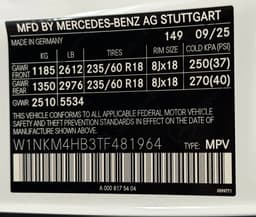 MFD BY MERCEDES-BENZ AG STUTTGART
MADE IN GERMANY 149 09/25
KG LB TIRES RIM SIZE COLD KPA (PSI)
GAWR FRONT 1185 2612 235/60 R18 8Jx18 250(37)
GAWR REAR 1350 2976 235/60 R18 8Jx18 270(40)
GVWR 2510 5534
THIS VEHICLE CONFORMS TO ALL APPLICABLE FEDERAL MOTOR VEHICLE
SAFETY AND THEFT PREVENTION STANDARDS IN EFFECT ON THE DATE
OF MANUFACTURE SHOWN ABOVE.
W1NKM4HB3TF481964 TYPE: MPV
A 000 817 54 04